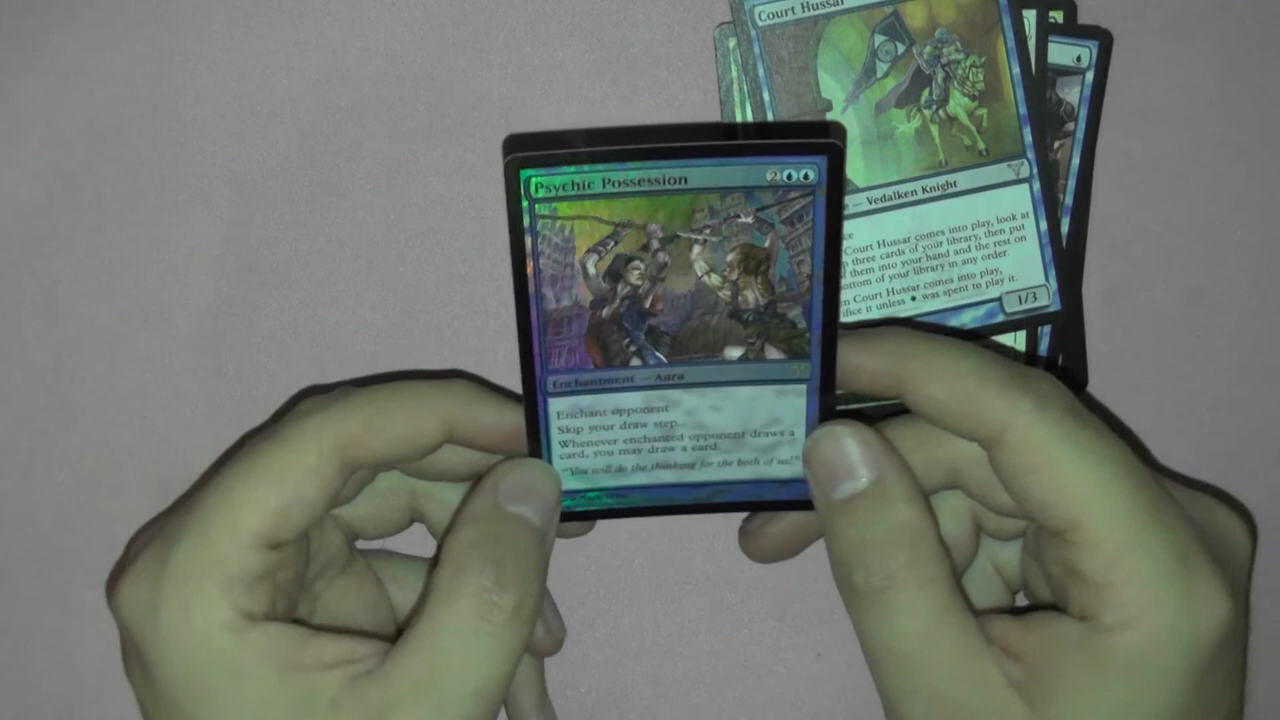 Court Hussar
— Vedalken Knight
Court Hussar comes into play, look at
three cards of your library, then put
them into your hand and the rest on
bottom of your library in any order.
Court Hussar comes into play,
unless was spent to play it.
1/3
Psychic Possession
2
Enchantment — Aura
Enchant opponent
Skip your draw step.
Whenever enchanted opponent draws a
card, you may draw a card.
"You will do the thinking for the both of us!"